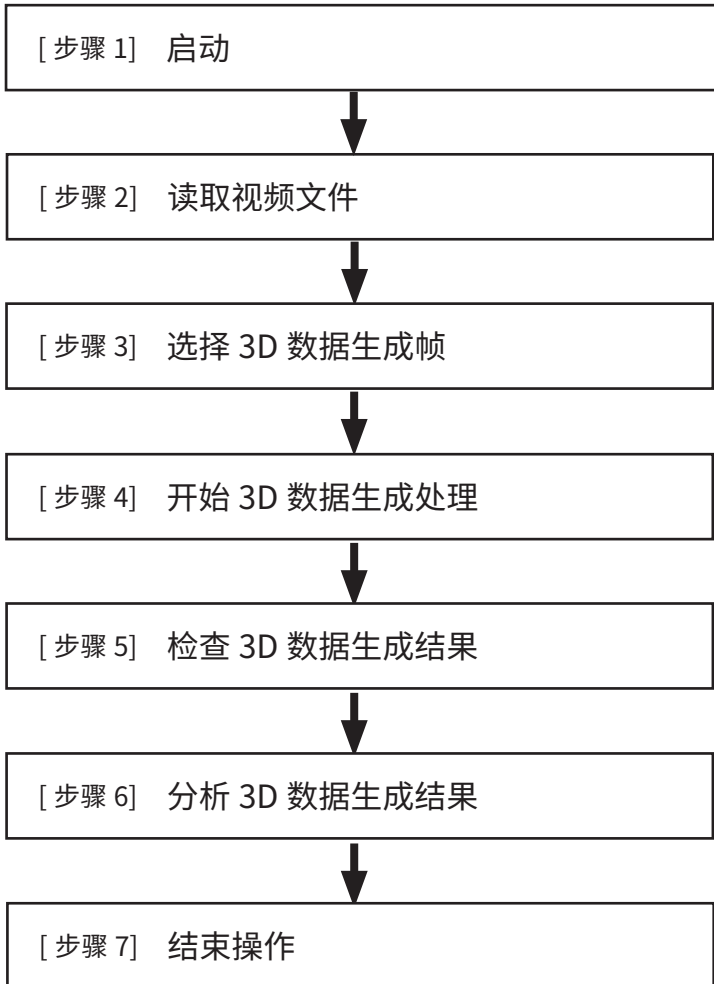 [ 步骤 1] 启动
[ 步骤 2] 读取视频文件
[ 步骤 3] 选择 3D 数据生成帧
[ 步骤 4] 开始 3D 数据生成处理
[ 步骤 5] 检查 3D 数据生成结果
[ 步骤 6] 分析 3D 数据生成结果
[ 步骤 7] 结束操作